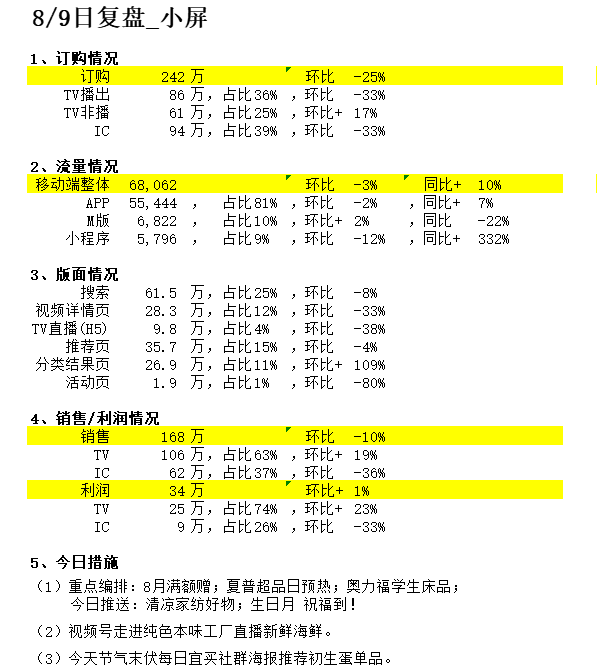 8/9日复盘_小屏
1、订购情况
订购 242 万 环比 -25%
TV播出 86 万，占比36% ，环比 -33%
TV非播 61 万，占比25% ，环比+ 17%
IC 94 万，占比39% ，环比 -33%
2、流量情况
移动端整体 68,062 环比 -3% 同比+ 10%
APP 55,444 ， 占比81% ，环比 -2% ，同比+ 7%
M版 6,822 ， 占比10% ，环比+ 2% ，同比 -22%
小程序 5,796 ， 占比9% ，环比 -12% ，同比+ 332%
3、版面情况
搜索 61.5 万，占比25% ，环比 -8%
视频详情页 28.3 万，占比12% ，环比 -33%
TV直播(H5) 9.8 万，占比4% ，环比 -38%
推荐页 35.7 万，占比15% ，环比 -4%
分类结果页 26.9 万，占比11% ，环比+ 109%
活动页 1.9 万，占比1% ，环比 -80%
4、销售/利润情况
销售 168 万 环比 -10%
TV 106 万，占比63% ，环比+ 19%
IC 62 万，占比37% ，环比 -36%
利润 34 万 环比+ 1%
TV 25 万，占比74% ，环比+ 23%
IC 9 万，占比26% ，环比 -33%
5、今日措施
（1）重点编排：8月满额赠；夏普超品日预热；奥力福学生床品；
今日推送：清凉家纺好物；生日月 祝福到！
（2）视频号走进纯色本味工厂直播新鲜海鲜。
（3）今天节气末伏每日宜买社群海报推荐初生蛋单品。